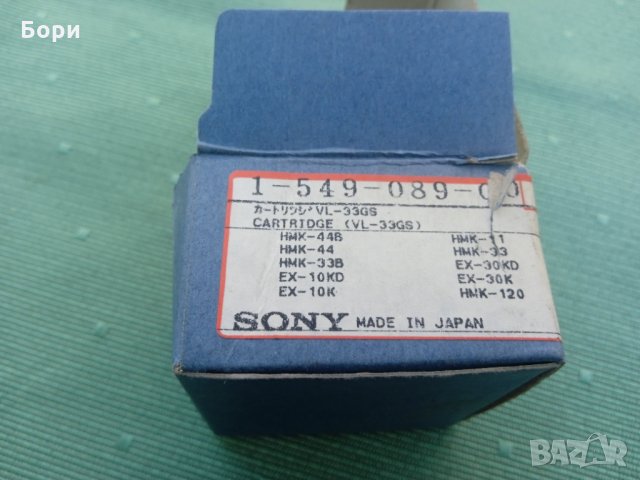 Бори
1-549-089-00
カートリッジ VL-33GS
CARTRIDGE (VL-33GS)
HMK-44B HMK-11
HMK-44 HMK-33
HMK-33B EX-30KD
EX-10KD EX-30K
EX-10K HMK-120
SONY MADE IN JAPAN
BAZAR